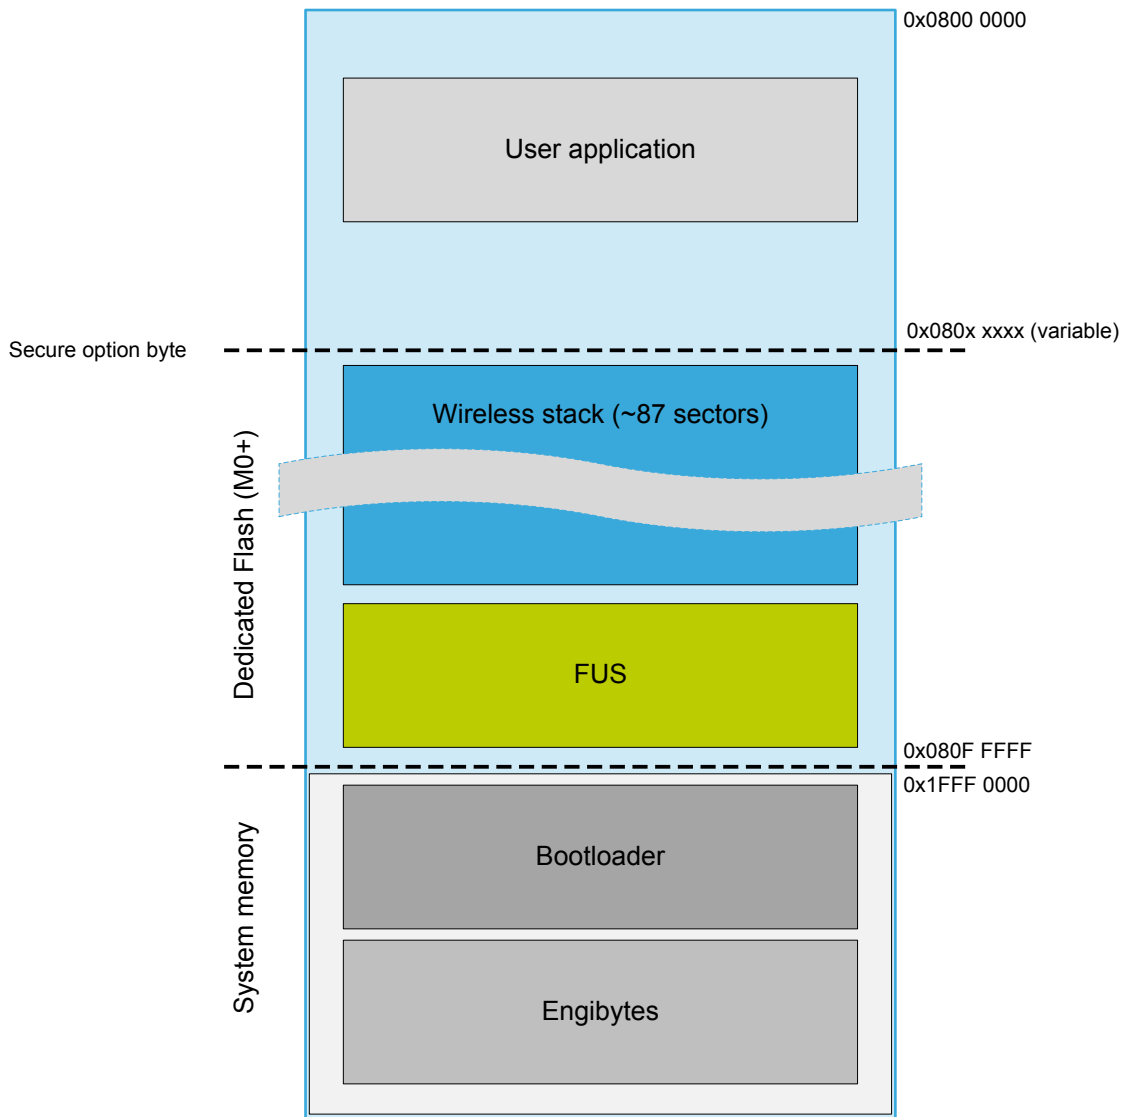 0x0800 0000
User application
0x080x xxxx (variable)
Secure option byte
Wireless stack (~87 sectors)
Dedicated Flash (M0+)
FUS
0x080F FFFF
0x1FFF 0000
Bootloader
System memory
Engibytes